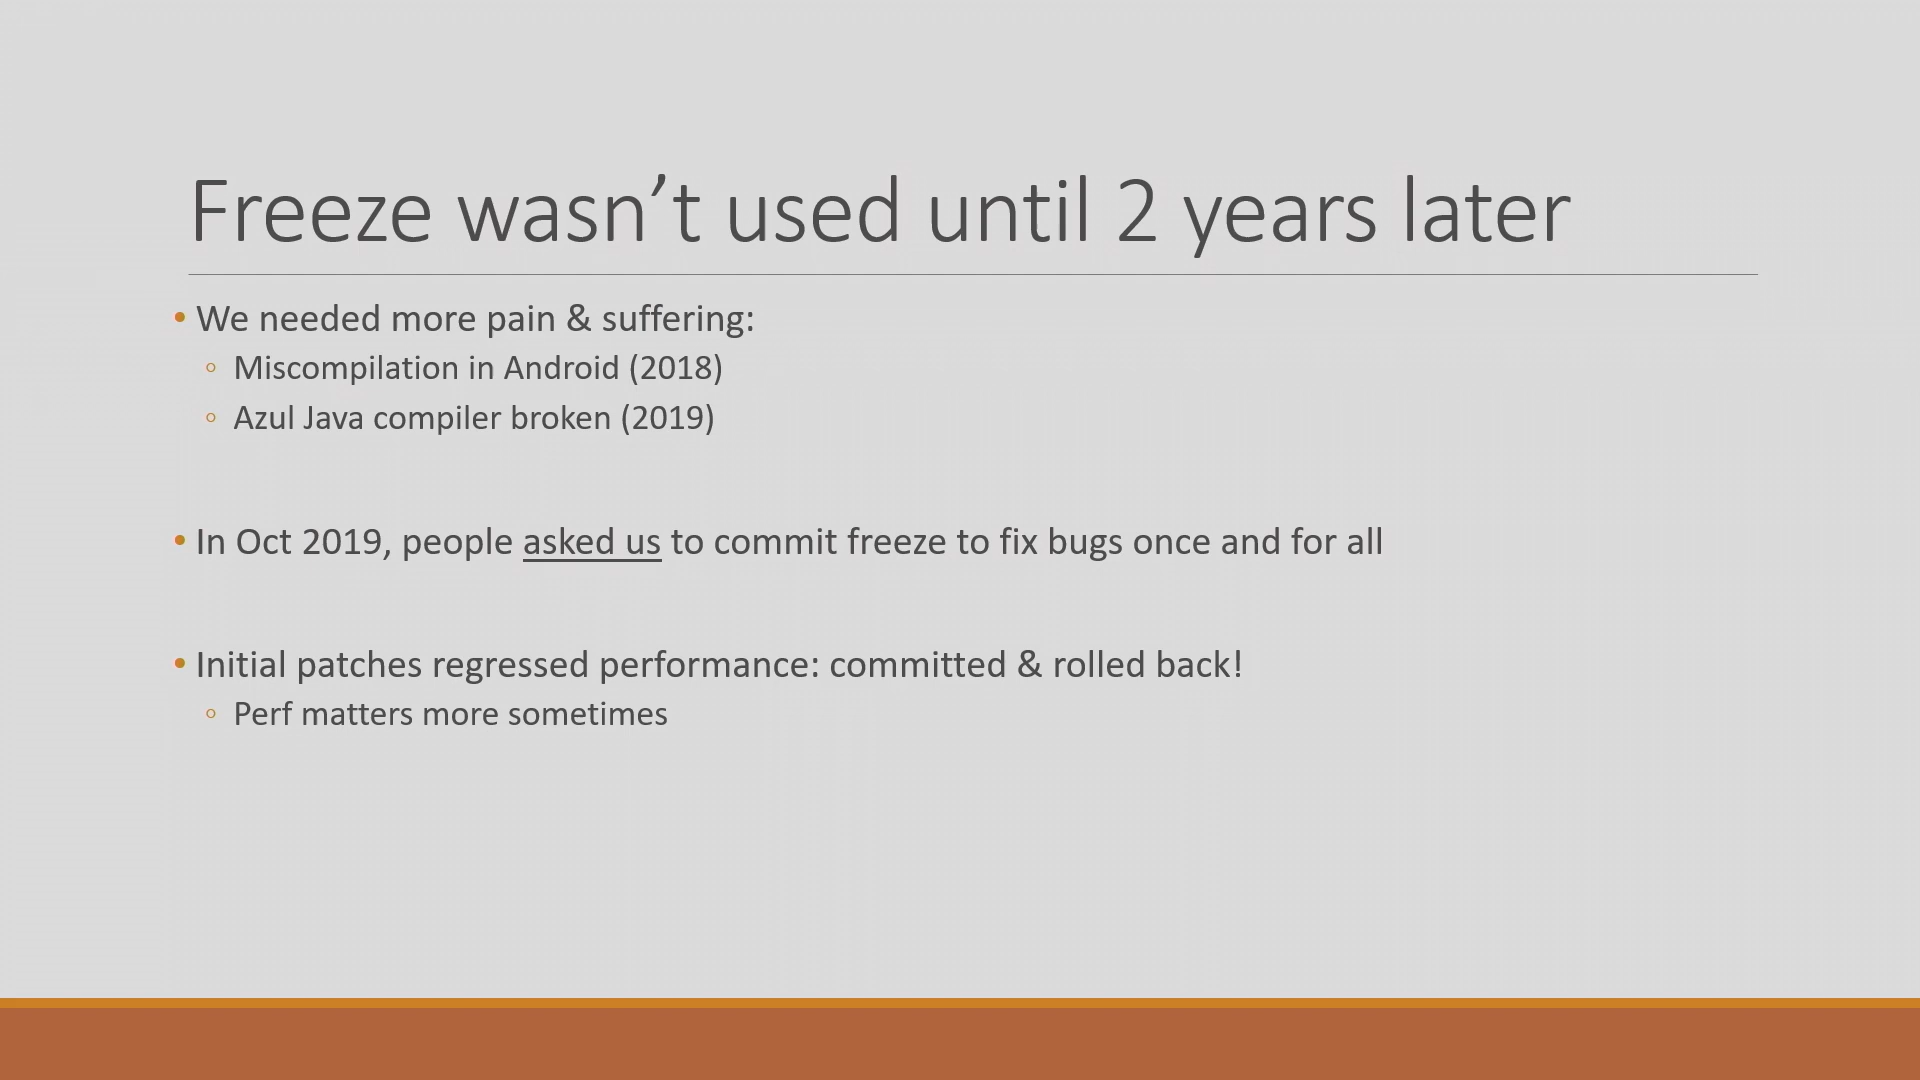 Freeze wasn’t used until 2 years later
• We needed more pain & suffering:
◦ Miscompilation in Android (2018)
◦ Azul Java compiler broken (2019)
• In Oct 2019, people asked us to commit freeze to fix bugs once and for all
• Initial patches regressed performance: committed & rolled back!
◦ Perf matters more sometimes